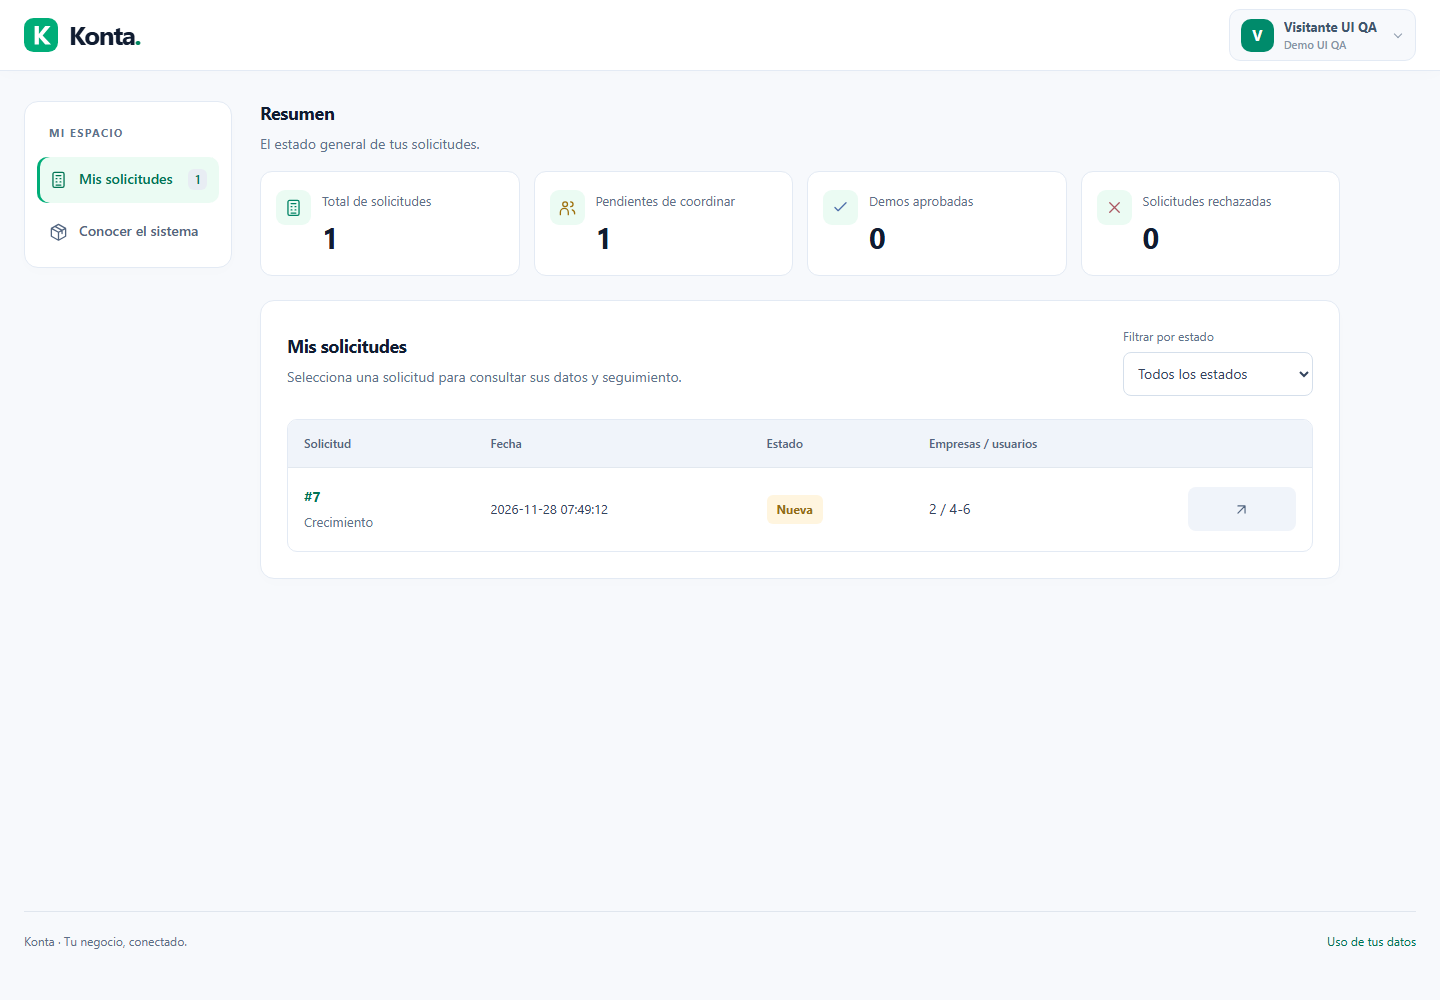 K Konta.
V Visitante UI QA
Demo UI QA
MI ESPACIO
Mis solicitudes 1
Conocer el sistema
Resumen
El estado general de tus solicitudes.
Total de solicitudes
1
Pendientes de coordinar
1
Demos aprobadas
0
Solicitudes rechazadas
0
Mis solicitudes
Selecciona una solicitud para consultar sus datos y seguimiento.
Filtrar por estado
Todos los estados
Solicitud Fecha Estado Empresas / usuarios
#7
Crecimiento
2026-11-28 07:49:12 Nueva 2 / 4-6
Konta · Tu negocio, conectado.
Uso de tus datos